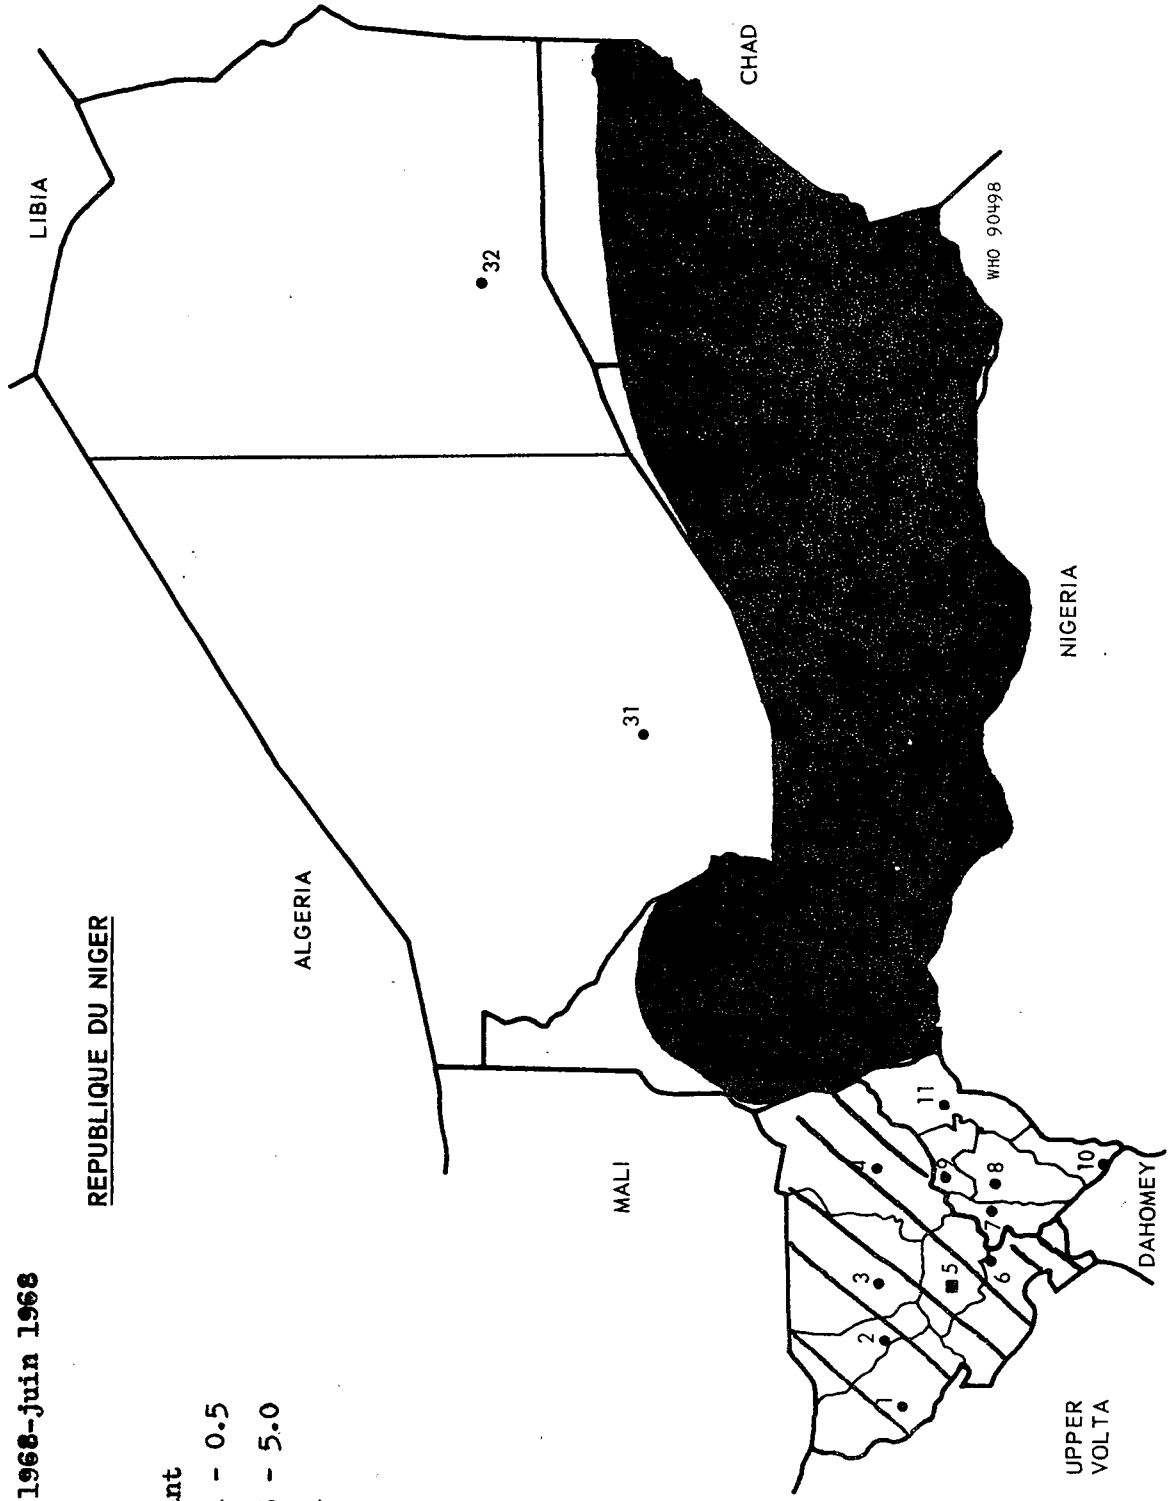 1968-juin 1968
- 0.5
- 5.0
REPUBLIQUE DU NIGER
LIBIA
ALGERIA
CHAD
MALI
NIGERIA
UPPER
VOLTA
DAHOMEY
32
31
1
2
3
4
5
6
7
8
9
10
11
WHO 90498